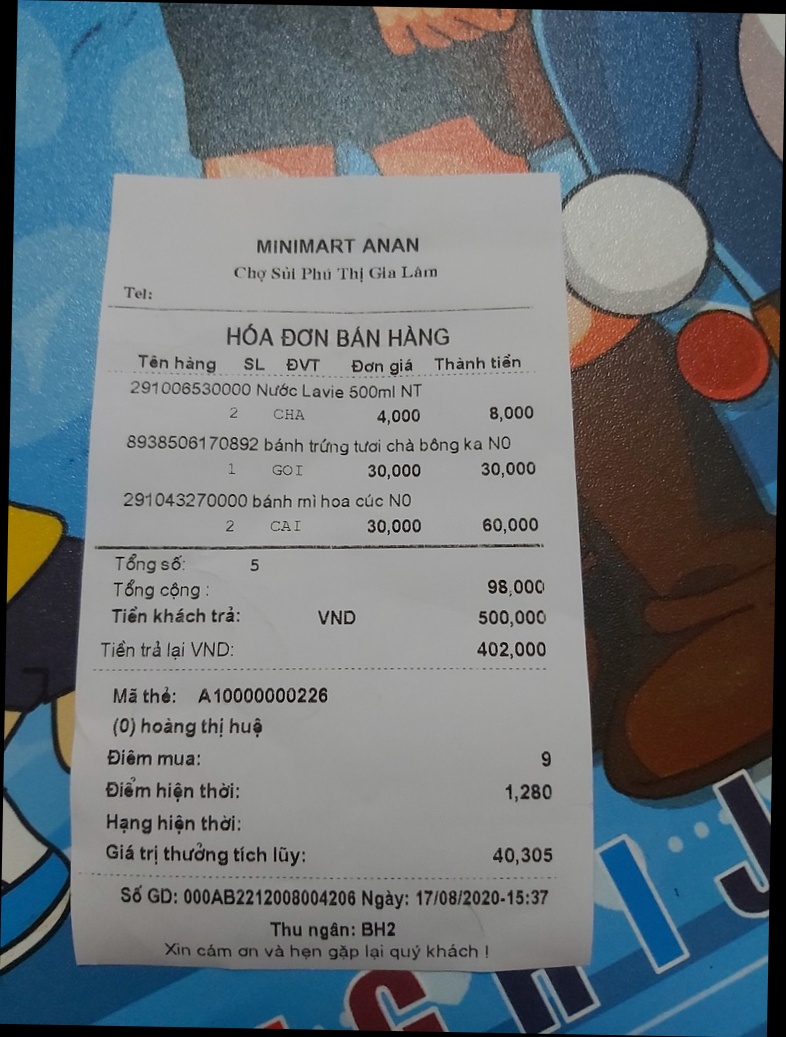 MINIMART ANAN
Chợ Sủi Phú Thị Gia Lâm
Tel:
HÓA ĐƠN BÁN HÀNG
Tên hàng SL ĐVT Đơn giá Thành tiền
291006530000 Nước Lavie 500ml NT
2 CHA 4,000 8,000
8938506170892 bánh trứng tươi chà bông ka N0
1 GOI 30,000 30,000
291043270000 bánh mì hoa cúc N0
2 CAI 30,000 60,000
Tổng số: 5
Tổng cộng : 98,000
Tiền khách trả: VND 500,000
Tiền trả lại VND: 402,000
Mã thẻ: A10000000226
(0) hoàng thị huệ
Điểm mua: 9
Điểm hiện thời: 1,280
Hạng hiện thời:
Giá trị thưởng tích lũy: 40,305
Số GD: 000AB2212008004206 Ngày: 17/08/2020-15:37
Thu ngân: BH2
Xin cám ơn và hẹn gặp lại quý khách !
G H I J